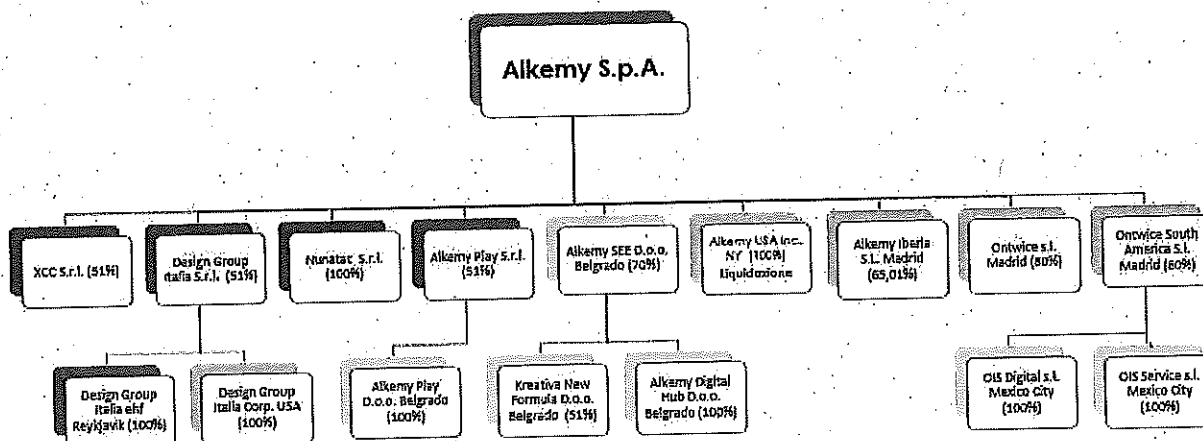 Alkemy S.p.A.
XCC S.r.l. (51%)
Design Group
Italia S.r.l. (51%)
Nunatac S.r.l.
(100%)
Alkemy Play S.r.l.
(51%)
Alkemy SEE D.o.o.
Belgrado (70%)
Alkemy USA Inc.
NY (100%)
Liquidazione
Alkemy Iberia
S.L. Madrid
(65,01%)
Ontwice s.l.
Madrid (80%)
Ontwice South
America S.l.
Madrid (80%)
Design Group
Italia ehf
Reykjavik (100%)
Design Group
Italia Corp. USA
(100%)
Alkemy Play
D.o.o. Belgrado
(100%)
Kreativa New
Formula D.o.o.
Belgrado (51%)
Alkemy Digital
Hub D.o.o.
Belgrado (100%)
OIS Digital s.l.
Mexico City
(100%)
OIS Service s.l.
Mexico City
(100%)